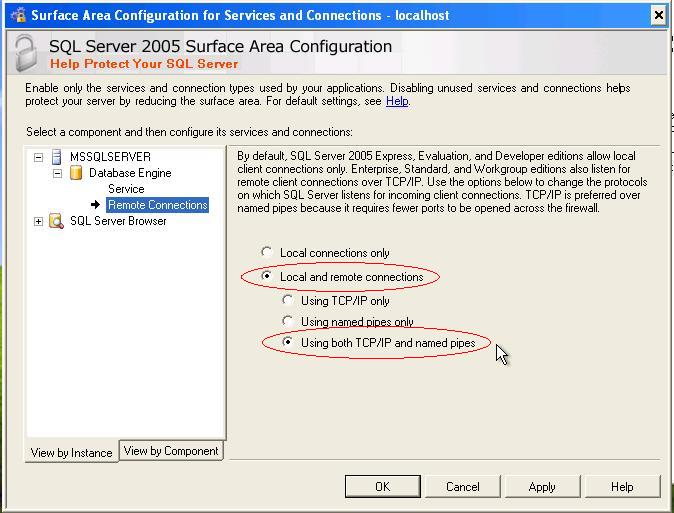 Surface Area Configuration for Services and Connections - localhost
SQL Server 2005 Surface Area Configuration
Help Protect Your SQL Server
Enable only the services and connection types used by your applications. Disabling unused services and connections helps
protect your server by reducing the surface area. For default settings, see Help.
Select a component and then configure its services and connections:
MSSQLSERVER
Database Engine
Service
Remote Connections
SQL Server Browser
By default, SQL Server 2005 Express, Evaluation, and Developer editions allow local
client connections only. Enterprise, Standard, and Workgroup editions also listen for
remote client connections over TCP/IP. Use the options below to change the protocols
on which SQL Server listens for incoming client connections. TCP/IP is preferred over
named pipes because it requires fewer ports to be opened across the firewall.
Local connections only
Local and remote connections
Using TCP/IP only
Using named pipes only
Using both TCP/IP and named pipes
View by Instance
View by Component
OK
Cancel
Apply
Help